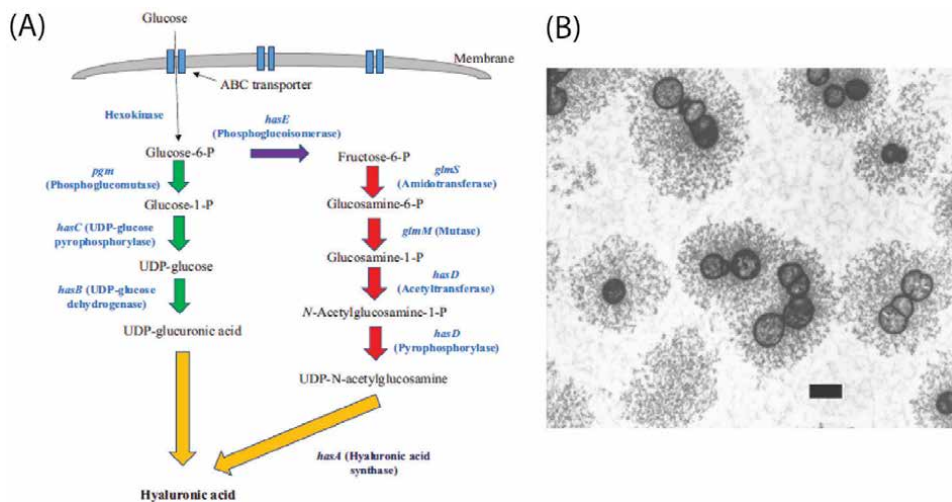 (A)
(B)
Glucose
Membrane
ABC transporter
Hexokinase
hasE
(Phosphoglucoisomerase)
Glucose-6-P
Fructose-6-P
pgm
(Phosphoglucomutase)
glmS
(Amidotransferase)
Glucose-1-P
Glucosamine-6-P
hasC (UDP-glucose
pyrophosphorylase)
glmM (Mutase)
UDP-glucose
Glucosamine-1-P
hasB (UDP-glucose
dehydrogenase)
hasD
(Acetyltransferase)
UDP-glucuronic acid
N-Acetylglucosamine-1-P
hasD
(Pyrophosphorylase)
UDP-N-acetylglucosamine
hasA (Hyaluronic acid
synthase)
Hyaluronic acid